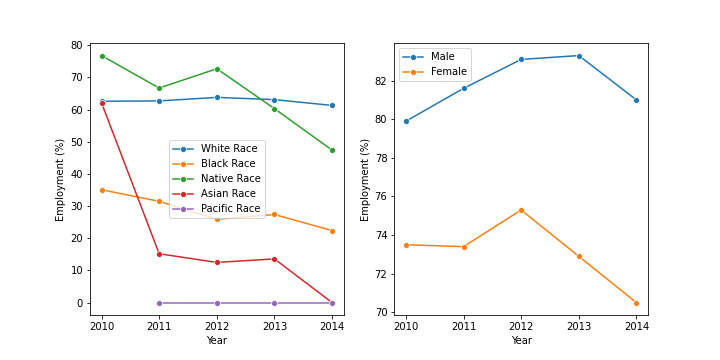 80
70
60
50
40
30
20
10
0
Employment (%)
White Race
Black Race
Native Race
Asian Race
Pacific Race
2010 2011 2012 2013 2014
Year
82
80
78
76
74
72
70
Employment (%)
Male
Female
2010 2011 2012 2013 2014
Year